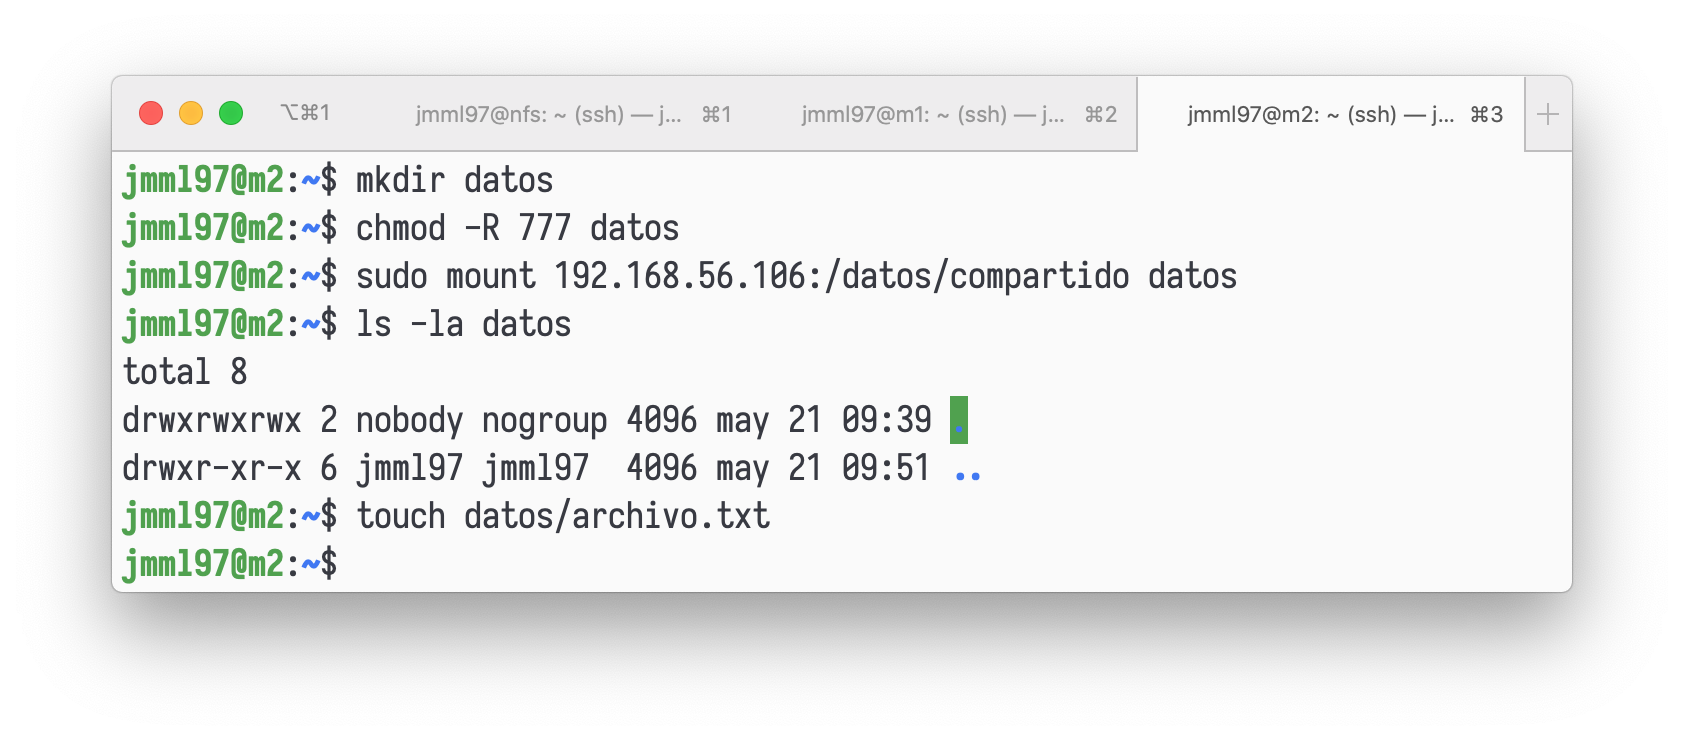 ⌥⌘1 jmml97@nfs: ~ (ssh) — j... ⌘1 jmml97@m1: ~ (ssh) — j... ⌘2 jmml97@m2: ~ (ssh) — j... ⌘3 +
jmml97@m2:~$ mkdir datos
jmml97@m2:~$ chmod -R 777 datos
jmml97@m2:~$ sudo mount 192.168.56.106:/datos/compartido datos
jmml97@m2:~$ ls -la datos
total 8
drwxrwxrwx 2 nobody nogroup 4096 may 21 09:39 .
drwxr-xr-x 6 jmml97 jmml97  4096 may 21 09:51 ..
jmml97@m2:~$ touch datos/archivo.txt
jmml97@m2:~$